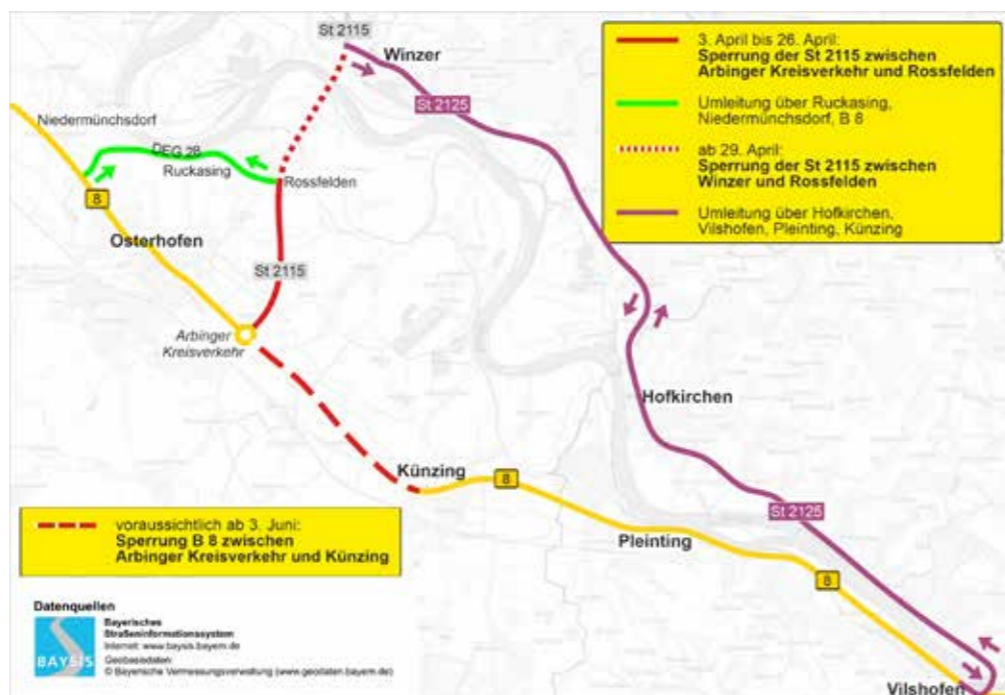 St 2115
Winzer
St 2125
Niedermünchsdorf
DEG 28
Ruckasing
Rossfelden
8
Osterhofen
St 2115
Arbinger
Kreisverkehr
Hofkirchen
Künzing
8
St 2125
Pleinting
8
Vilshofen
3. April bis 26. April:
Sperrung der St 2115 zwischen
Arbinger Kreisverkehr und Rossfelden
Umleitung über Ruckasing,
Niedermünchsdorf, B 8
ab 29. April:
Sperrung der St 2115 zwischen
Winzer und Rossfelden
Umleitung über Hofkirchen,
Vilshofen, Pleinting, Künzing
voraussichtlich ab 3. Juni:
Sperrung B 8 zwischen
Arbinger Kreisverkehr und Künzing
Datenquellen
BAYSIS
Bayerisches
Straßeninformationssystem
Internet: www.baysis.bayern.de
Geobasisdaten:
© Bayerische Vermessungsverwaltung (www.geodaten.bayern.de)